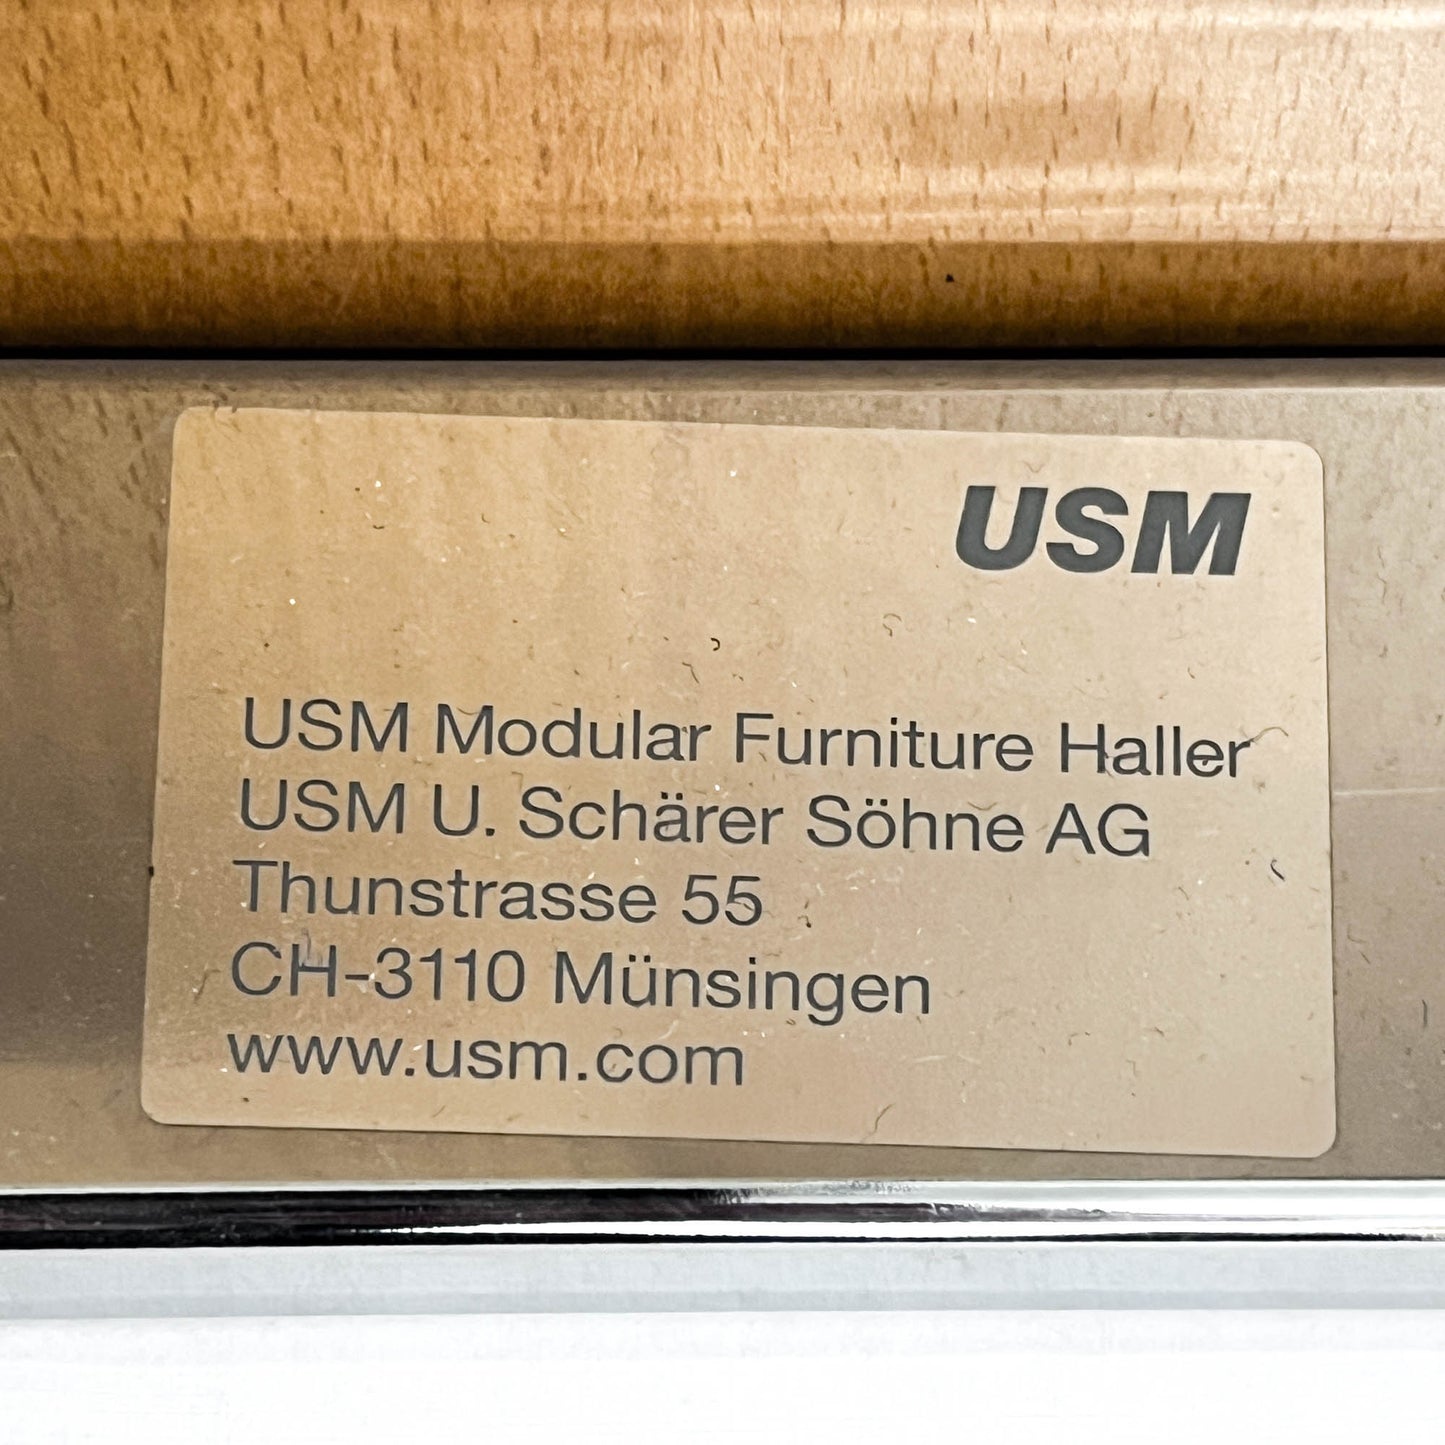 USM
USM Modular Furniture Haller
USM U. Schärer Söhne AG
Thunstrasse 55
CH-3110 Münsingen
www.usm.com